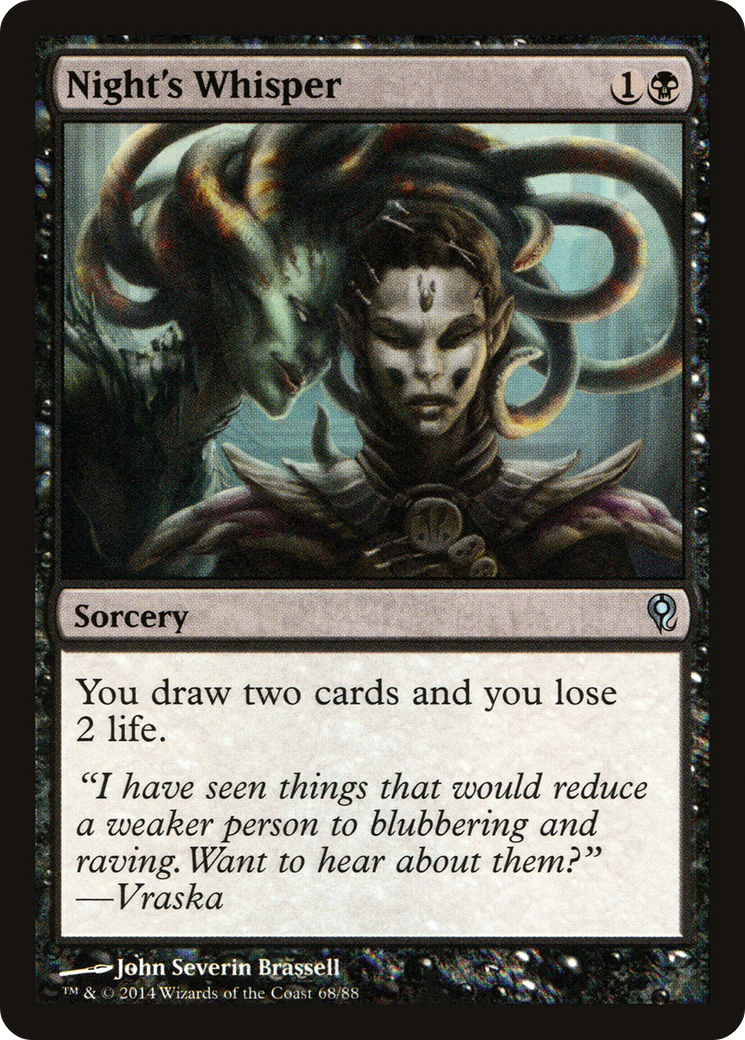 Night's Whisper 1
Sorcery
You draw two cards and you lose
2 life.
“I have seen things that would reduce
a weaker person to blubbering and
raving. Want to hear about them?”
—Vraska
John Severin Brassell
™ & © 2014 Wizards of the Coast 68/88